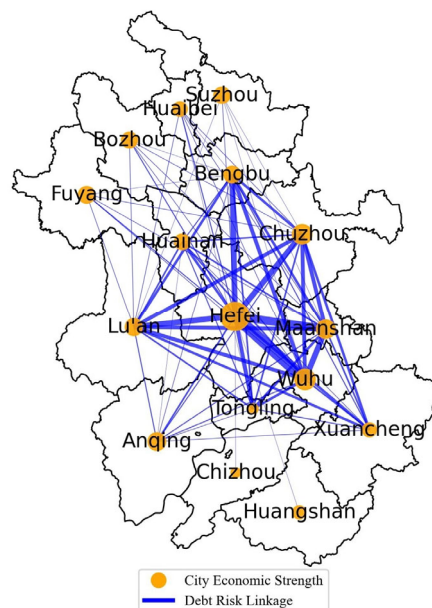 Suzhou
Huaibei
Bozhou
Bengbu
Fuyang
Chuzhou
Huainan
Hefei
Lu'an
Maanshan
Wuhu
Tongling
Xuancheng
Anqing
Chizhou
Huangshan
City Economic Strength
Debt Risk Linkage